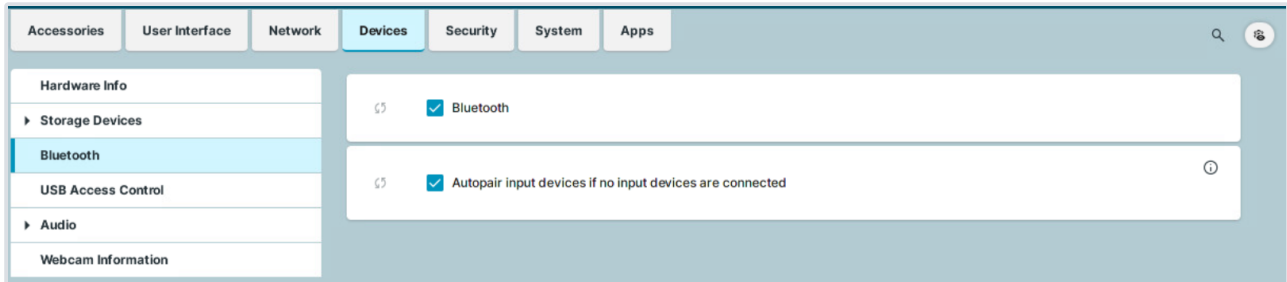 Accessories User Interface Network Devices Security System Apps
Hardware Info
Storage Devices
Bluetooth
USB Access Control
Audio
Webcam Information
Bluetooth
Autopair input devices if no input devices are connected